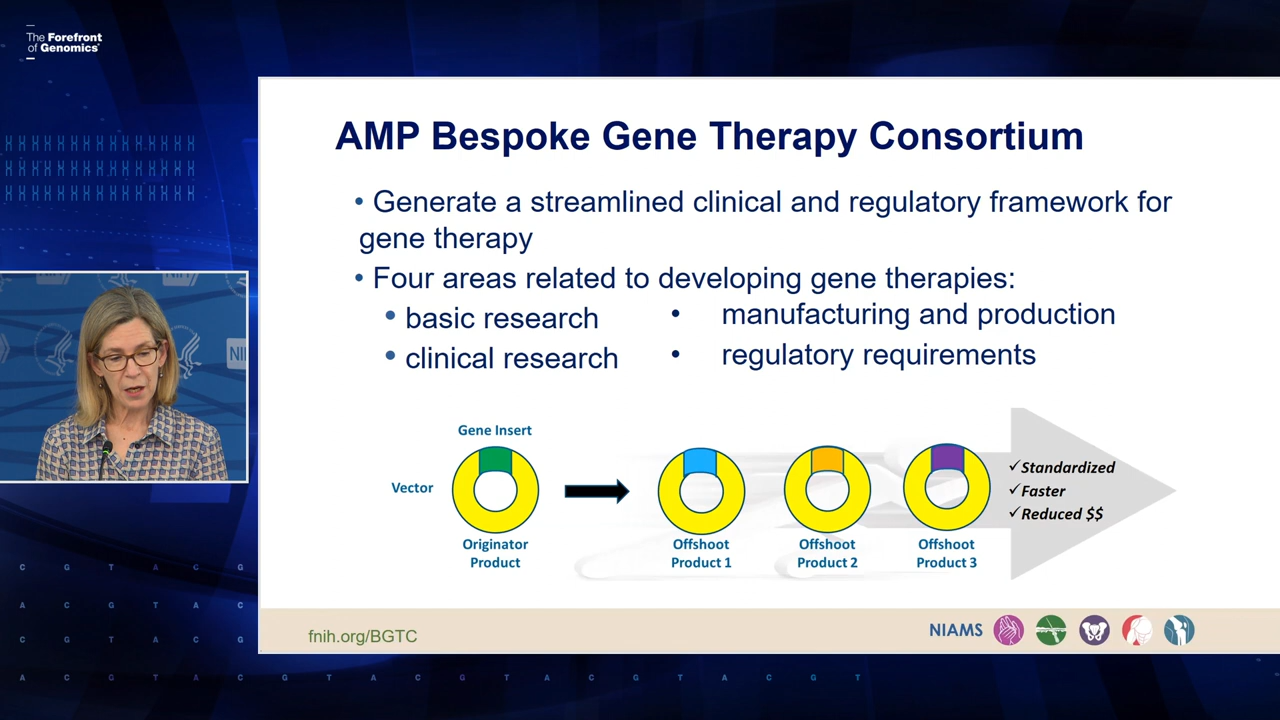 The Forefront
of Genomics®
AMP Bespoke Gene Therapy Consortium
• Generate a streamlined clinical and regulatory framework for
gene therapy
• Four areas related to developing gene therapies:
• basic research
• manufacturing and production
• clinical research
• regulatory requirements
Gene Insert
Vector
Originator
Product
Offshoot
Product 1
Offshoot
Product 2
Offshoot
Product 3
✓Standardized
✓Faster
✓Reduced $$
fnih.org/BGTC
NIAMS
NI
C G T A C G
A C G T A C
C G T A C G
A C G T A C G T A C G T A C G T A C G T